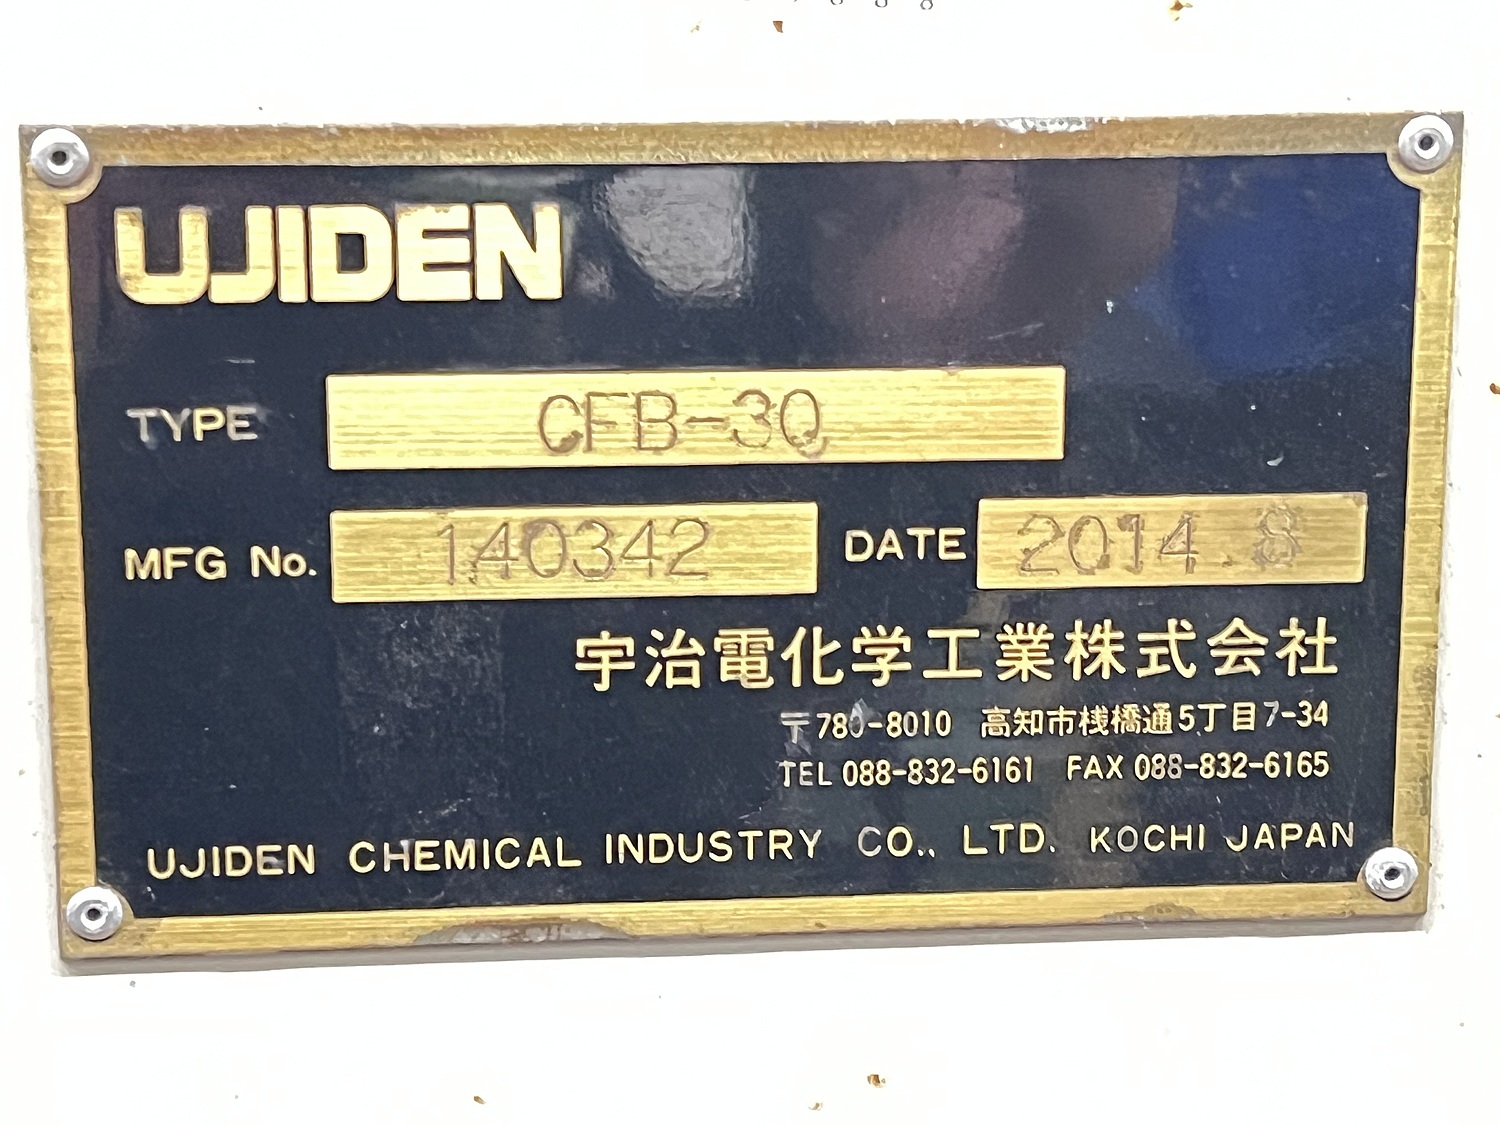 UJIDEN
TYPE CFB-3Q
MFG No. 140342 DATE 2014.8
宇治電化学工業株式会社
〒780-8010 高知市桟橋通5丁目7-34
TEL 088-832-6161 FAX 088-832-6165
UJIDEN CHEMICAL INDUSTRY CO., LTD. KOCHI JAPAN